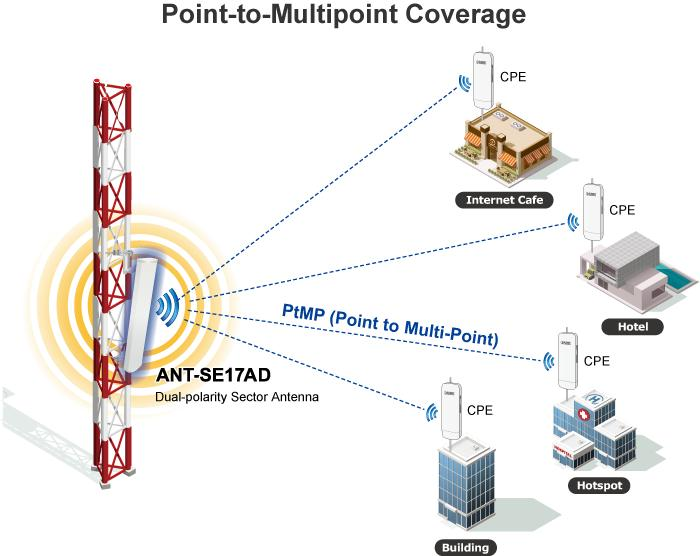 Point-to-Multipoint Coverage
CPE
Internet Cafe
CPE
Hotel
PtMP (Point to Multi-Point)
CPE
HOSPITAL
H
Hotspot
ANT-SE17AD
Dual-polarity Sector Antenna
CPE
Building